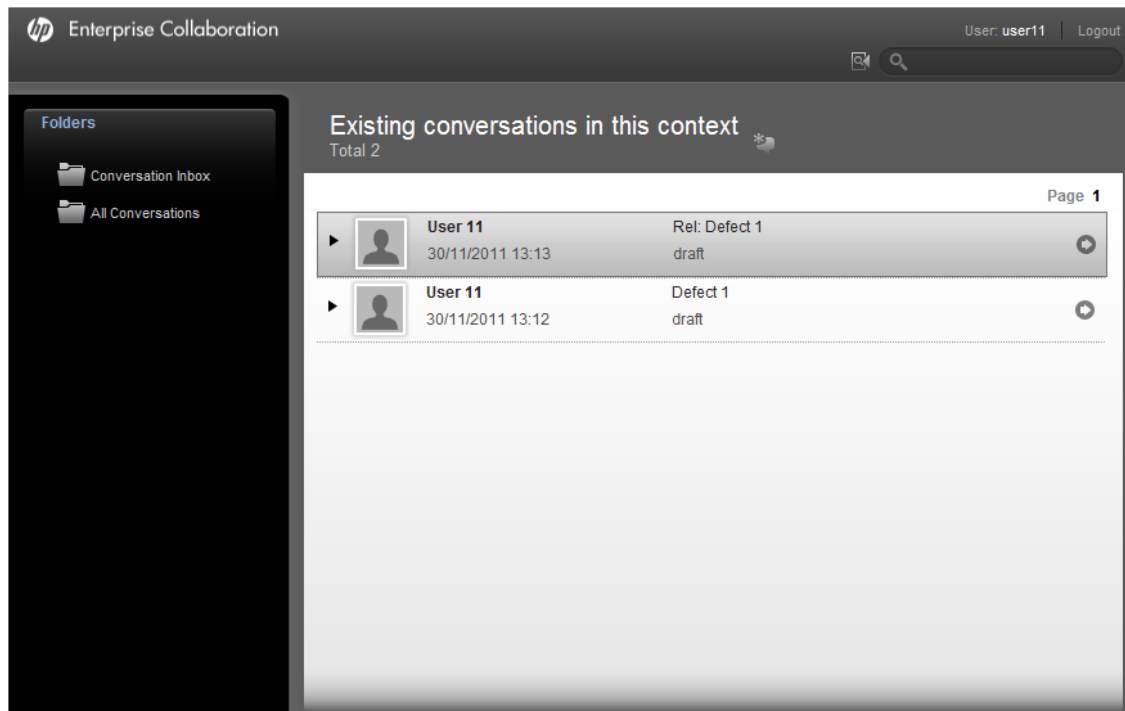 hp Enterprise Collaboration
User: user11 Logout
Folders
Conversation Inbox
All Conversations
Existing conversations in this context
Total 2
Page 1
User 11 Rel: Defect 1
30/11/2011 13:13 draft
User 11 Defect 1
30/11/2011 13:12 draft